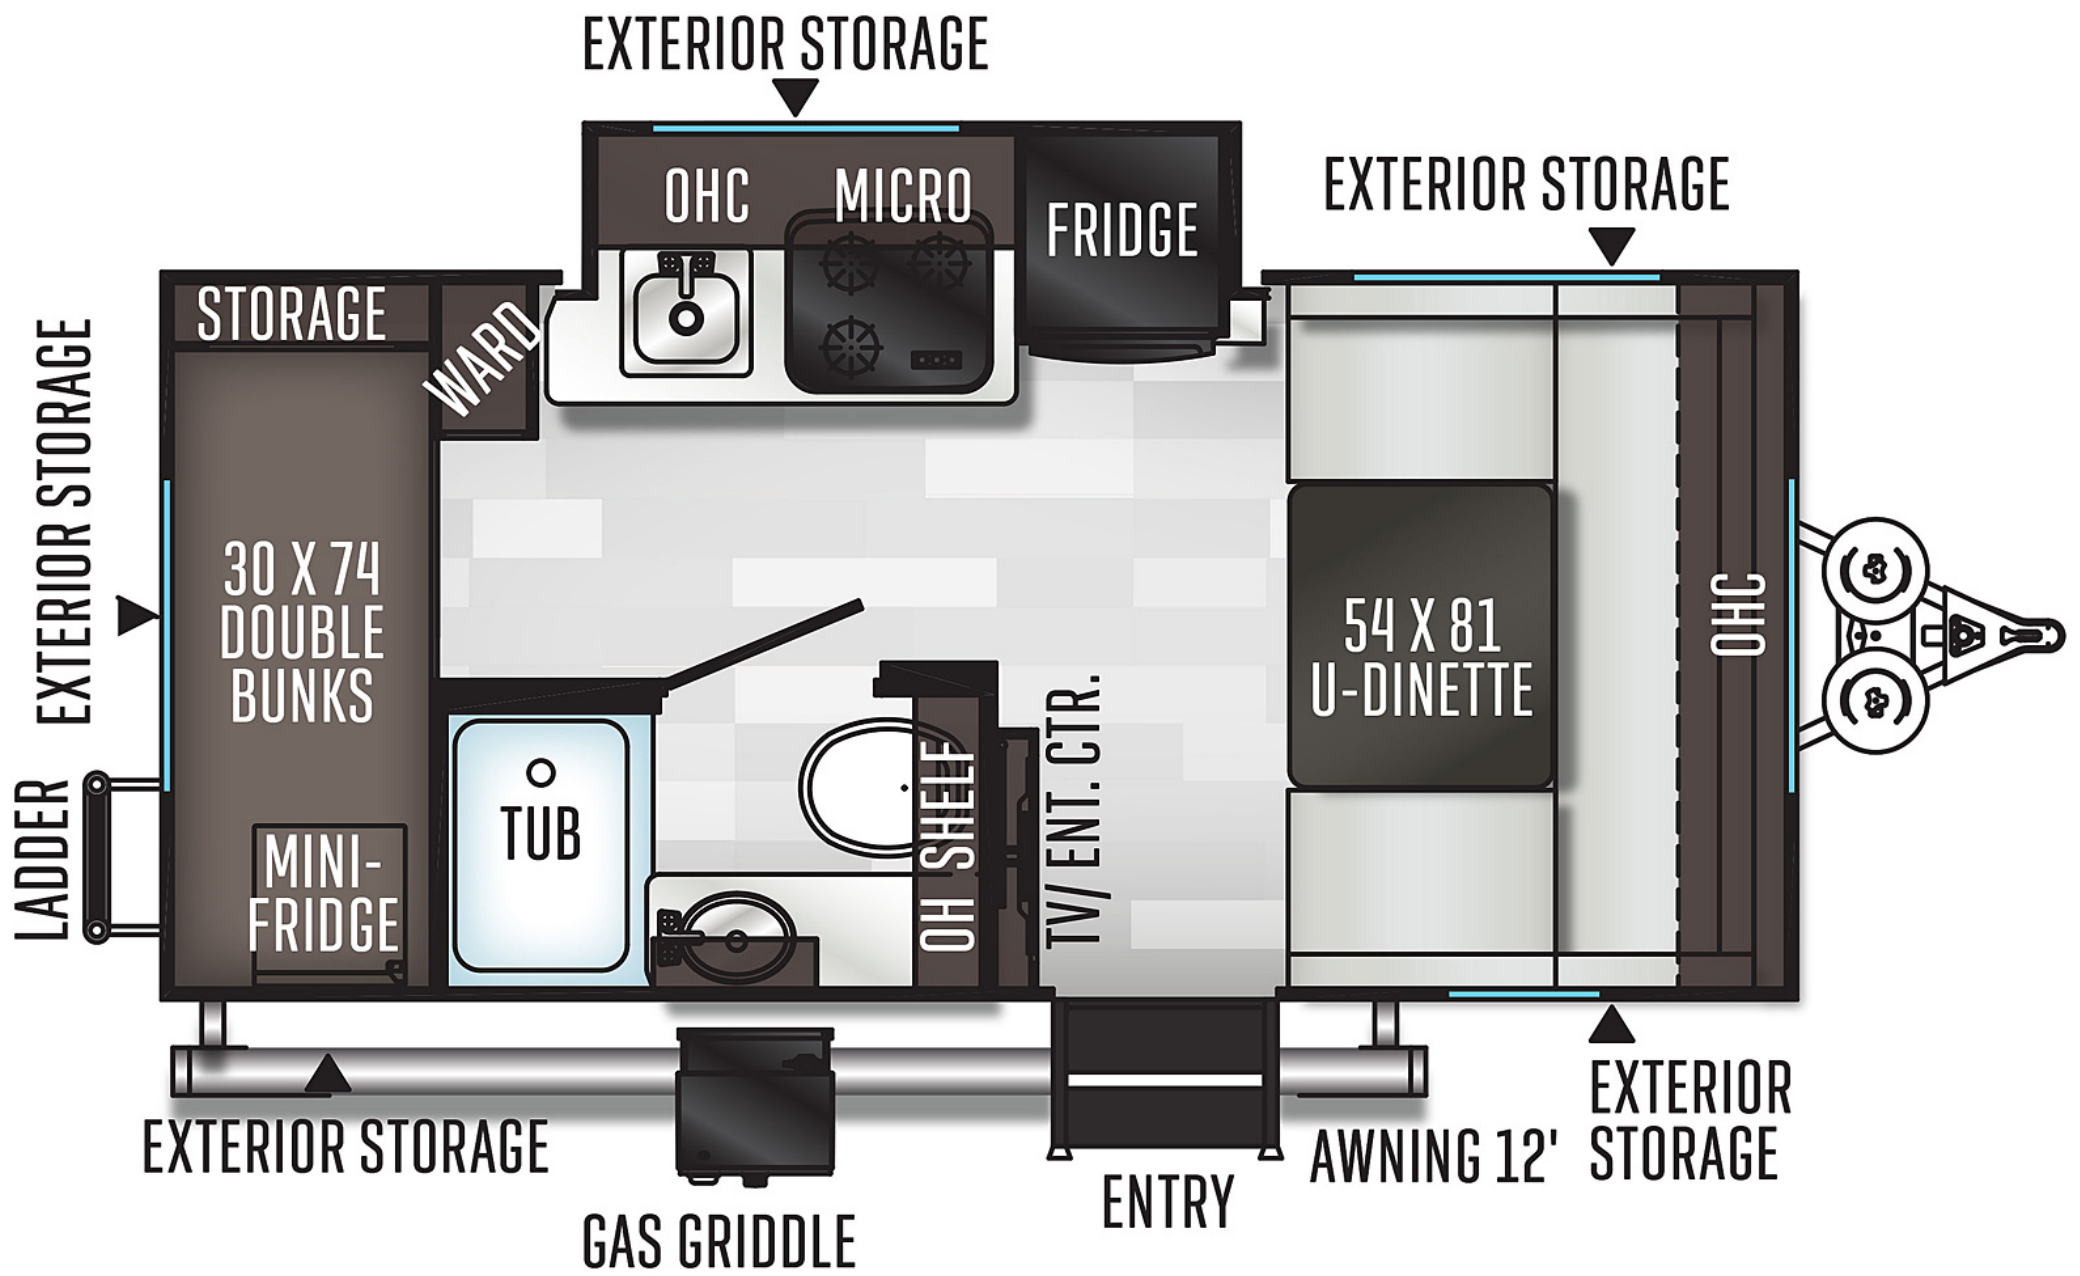 EXTERIOR STORAGE
EXTERIOR STORAGE
OHC
MICRO
FRIDGE
STORAGE
WARD
EXTERIOR STORAGE
30 X 74
DOUBLE
BUNKS
54 X 81
U-DINETTE
OHC
LADDER
MINI-
FRIDGE
TUB
OH SHELF
TV/ ENT. CTR.
EXTERIOR STORAGE
GAS GRIDDLE
ENTRY
AWNING 12'
EXTERIOR
STORAGE